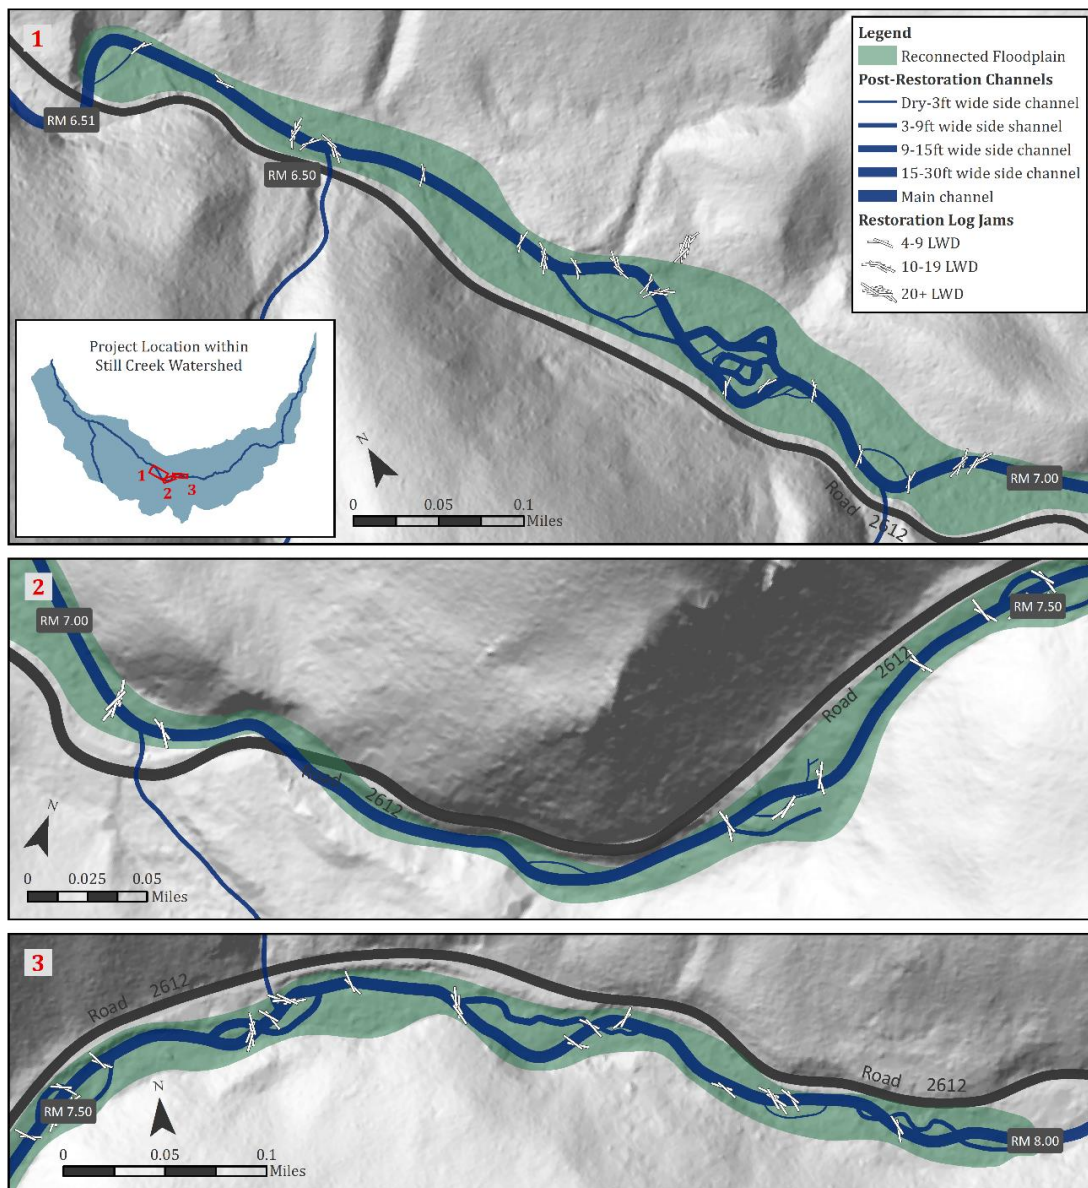 1
Legend
Reconnected Floodplain
Post-Restoration Channels
Dry-3ft wide side channel
3-9ft wide side shannel
9-15ft wide side channel
15-30ft wide side channel
Main channel
Restoration Log Jams
4-9 LWD
10-19 LWD
20+ LWD
RM 6.51
RM 6.50
Project Location within
Still Creek Watershed
1
2
3
N
0 0.05 0.1
Miles
RM 7.00
Road 2612
2
RM 7.00
RM 7.50
Road 2612
Road 2612
N
0 0.025 0.05
Miles
3
Road 2612
RM 7.50
N
Road 2612
RM 8.00
0 0.05 0.1
Miles